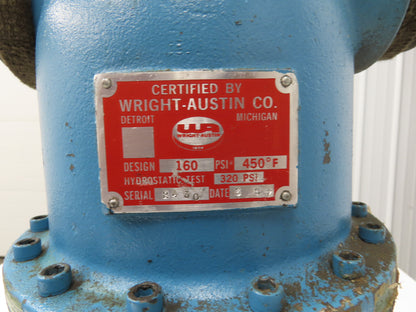 CERTIFIED BY
WRIGHT-AUSTIN CO.
DETROIT MICHIGAN
WA
WRIGHT-AUSTIN
DESIGN 160 PSI- 450°F
HYDROSTATIC TEST 320 PSI
SERIAL DATE